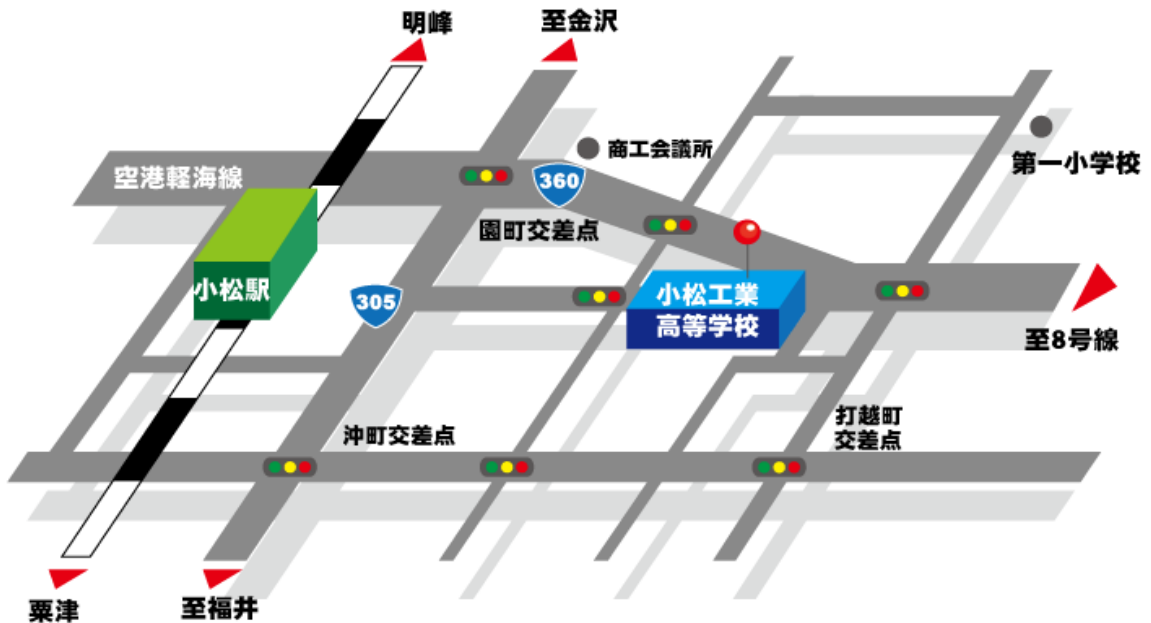 明峰
至金沢
商工会議所
第一小学校
空港軽海線
360
園町交差点
小松駅
305
小松工業
高等学校
至8号線
打越町
交差点
沖町交差点
粟津
至福井